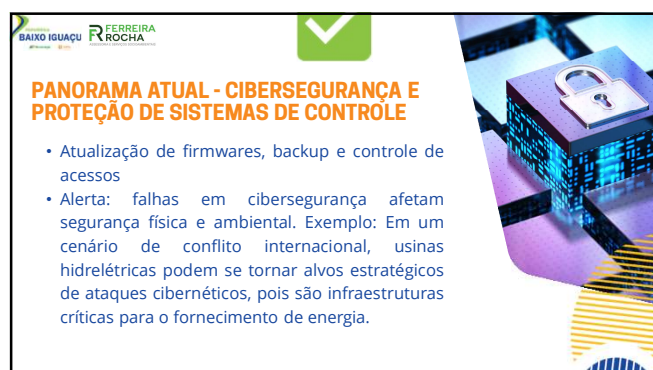 BAIXO IGUAÇU
FERREIRA
ROCHA
PANORAMA ATUAL - CIBERSEGURANÇA E
PROTEÇÃO DE SISTEMAS DE CONTROLE
• Atualização de firmwares, backup e controle de
acessos
• Alerta: falhas em cibersegurança afetam
segurança física e ambiental. Exemplo: Em um
cenário de conflito internacional, usinas
hidrelétricas podem se tornar alvos estratégicos
de ataques cibernéticos, pois são infraestruturas
críticas para o fornecimento de energia.